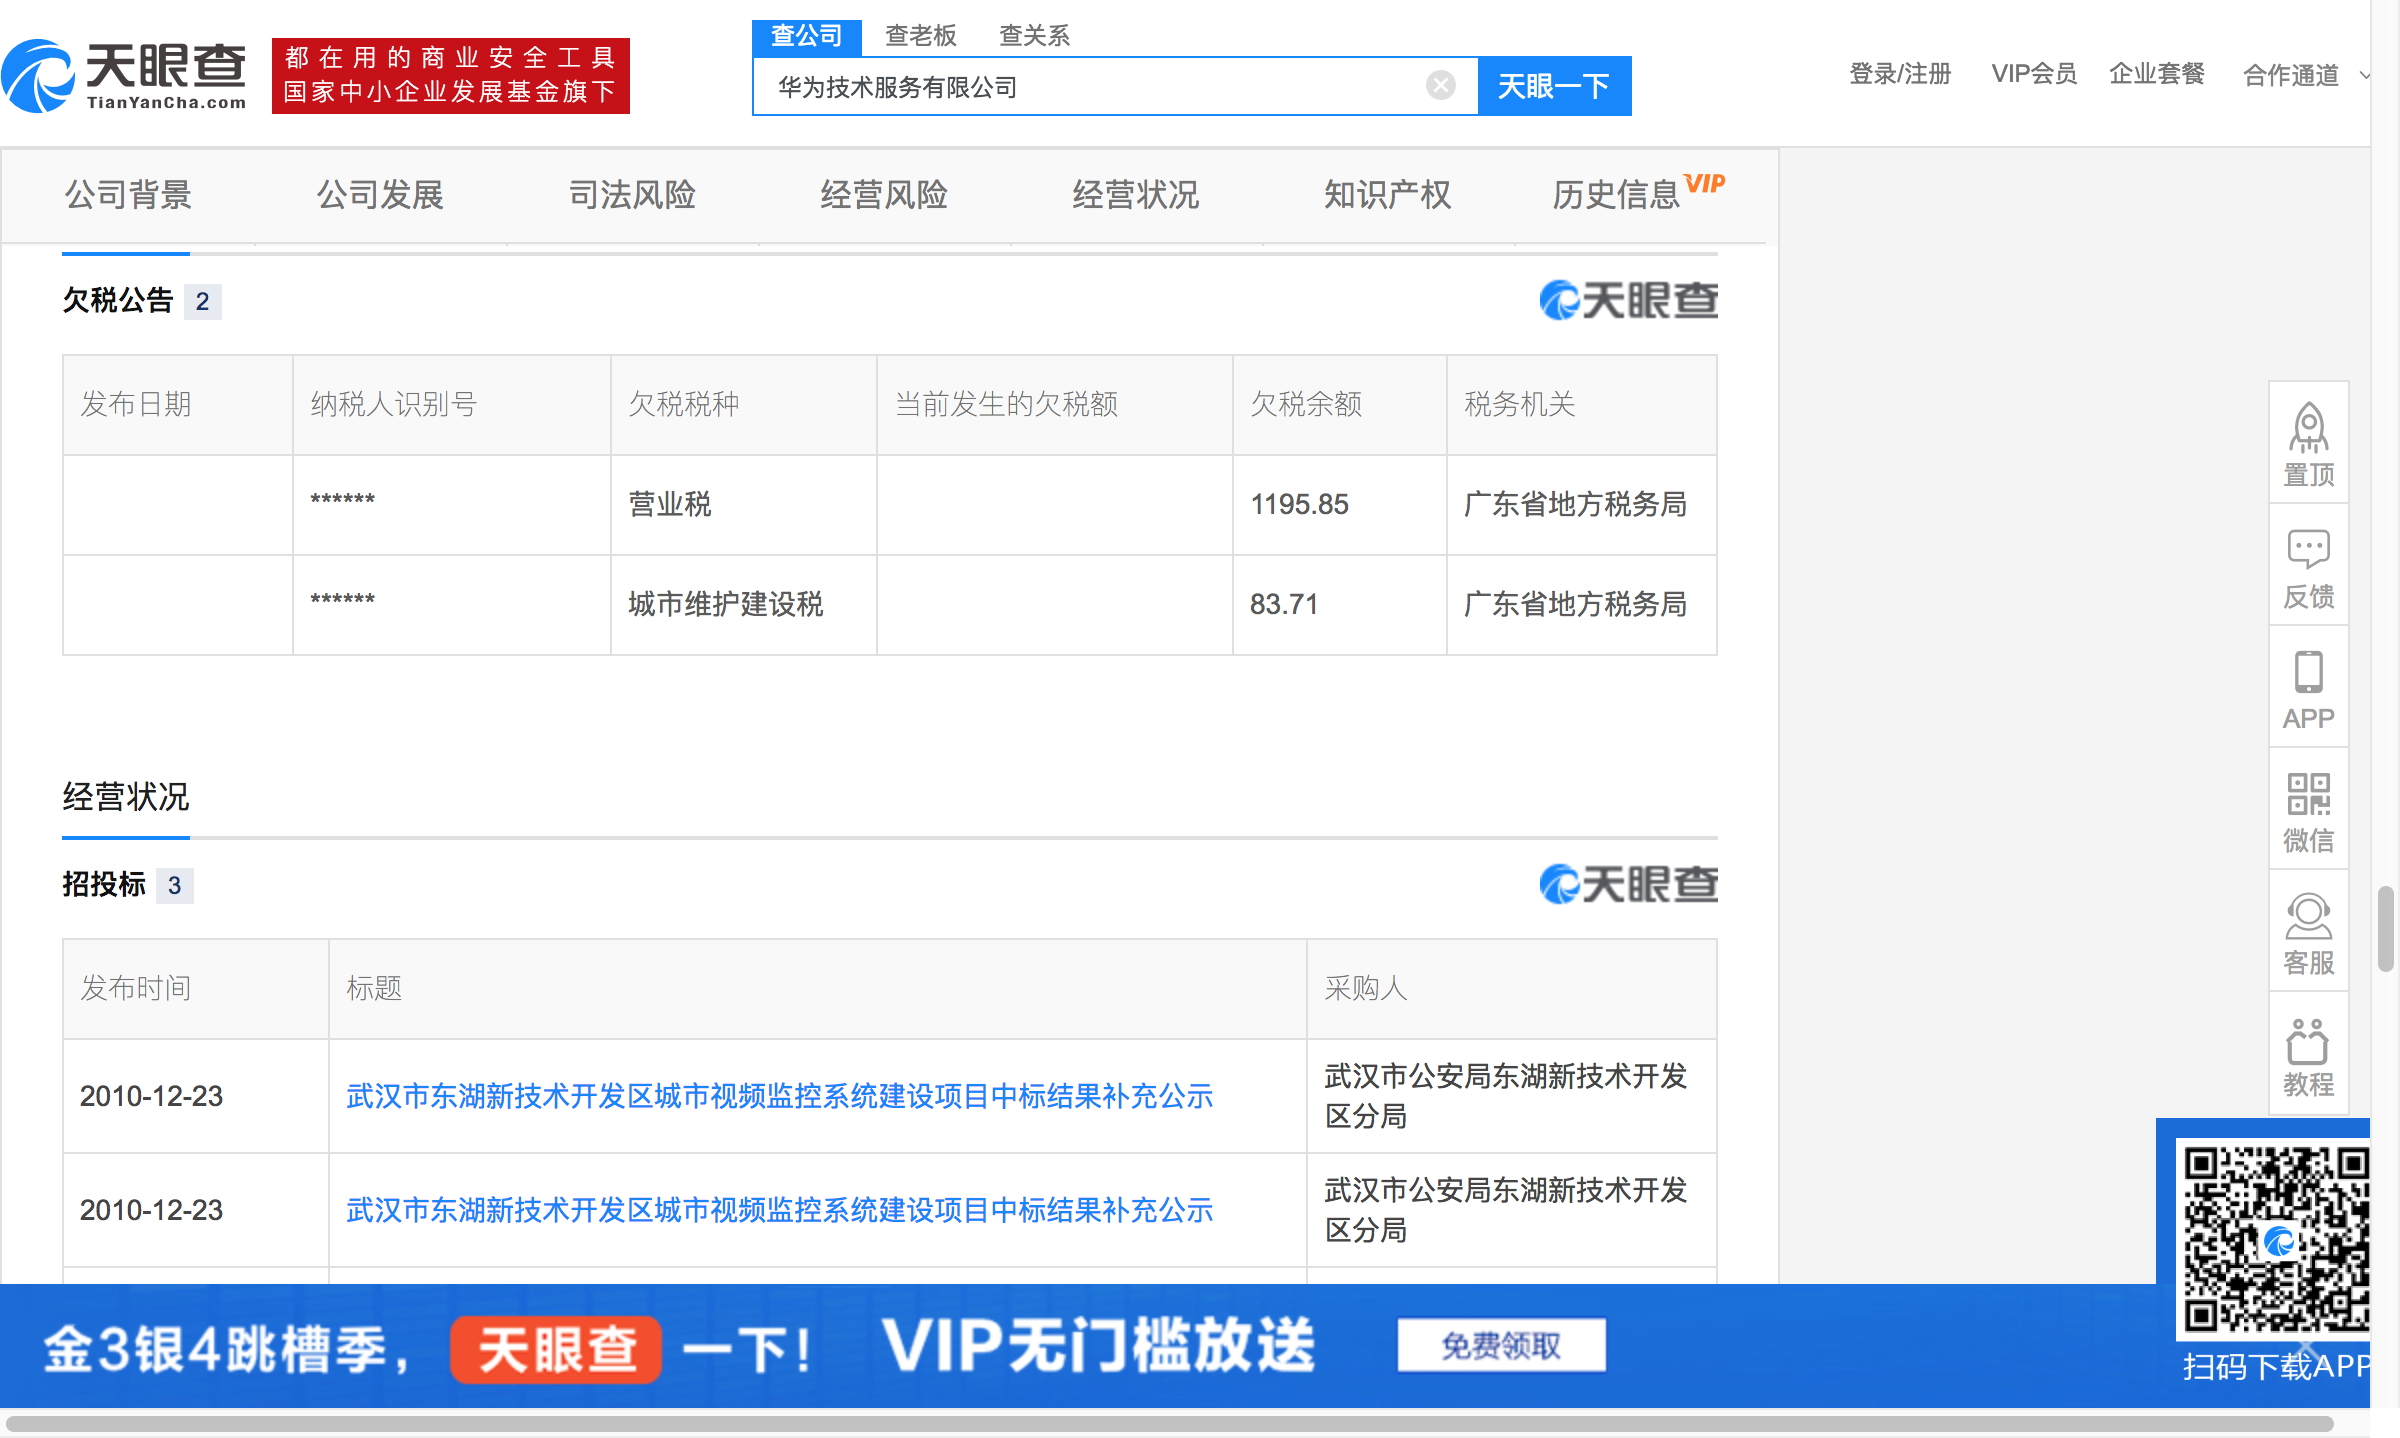 天眼查
TianYanCha.com
都在用的商业安全工具
国家中小企业发展基金旗下
查公司 查老板 查关系
华为技术服务有限公司
天眼一下
登录/注册 VIP会员 企业套餐 合作通道
公司背景 公司发展 司法风险 经营风险 经营状况 知识产权 历史信息 VIP
欠税公告 2
天眼查
发布日期 纳税人识别号 欠税税种 当前发生的欠税额 欠税余额 税务机关
****** 营业税 1195.85 广东省地方税务局
****** 城市维护建设税 83.71 广东省地方税务局
经营状况
招投标 3
天眼查
发布时间 标题 采购人
2010-12-23 武汉市东湖新技术开发区城市视频监控系统建设项目中标结果补充公示 武汉市公安局东湖新技术开发
区分局
2010-12-23 武汉市东湖新技术开发区城市视频监控系统建设项目中标结果补充公示 武汉市公安局东湖新技术开发
区分局
置顶
反馈
APP
微信
客服
教程
金3银4跳槽季，天眼查一下！ VIP无门槛放送 免费领取
扫码下载APP